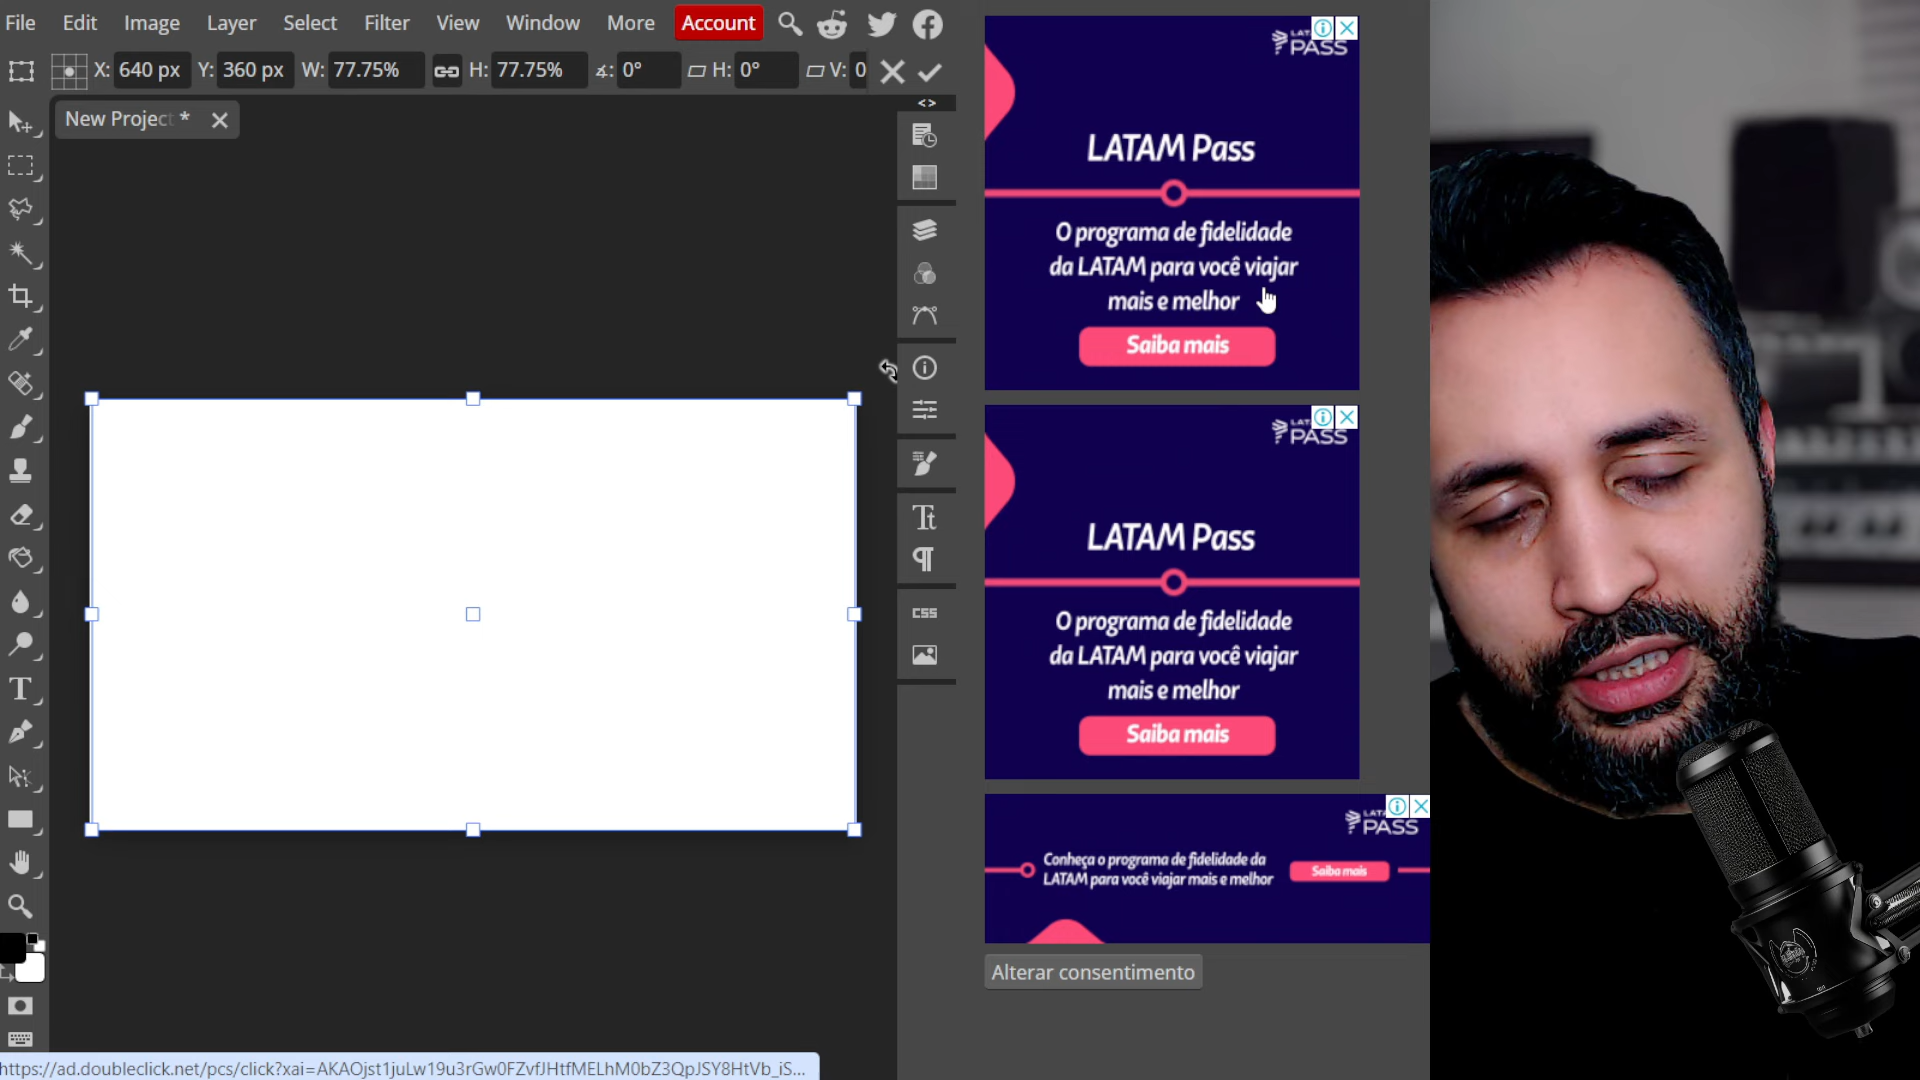 File Edit Image Layer Select Filter View Window More Account
X: 640 px Y: 360 px W: 77.75% H: 77.75% ∡: 0° H: 0° V: 0
New Project *
LATAM Pass
O programa de fidelidade
da LATAM para você viajar
mais e melhor
Saiba mais
PASS
LATAM Pass
O programa de fidelidade
da LATAM para você viajar
mais e melhor
Saiba mais
PASS
Conheça o programa de fidelidade da
LATAM para você viajar mais e melhor
Saiba mais
PASS
Alterar consentimento
Tt
¶
CSS
T
https://ad.doubleclick.net/pcs/click?xai=AKAOjst1juLw19u3rGw0FZvfJHtfMELhM0bZ3QpJSY8HtVb_iS...